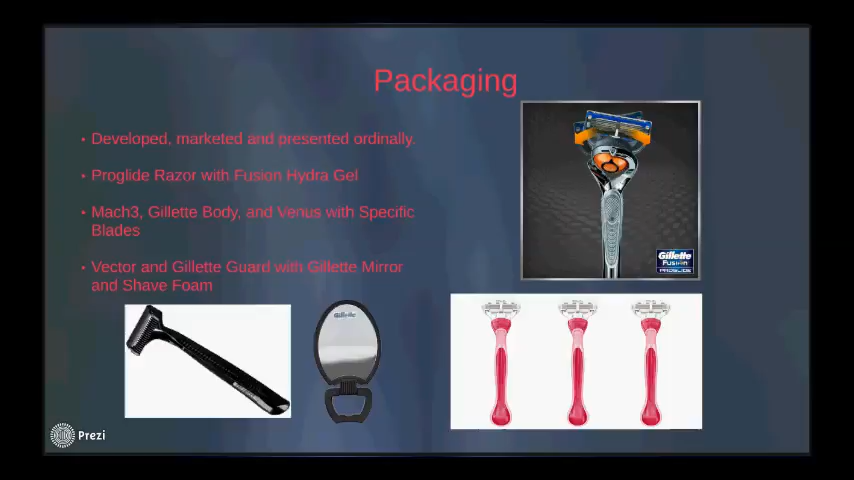 Packaging
• Developed, marketed and presented ordinally.
• Proglide Razor with Fusion Hydra Gel
• Mach3, Gillette Body, and Venus with Specific
Blades
• Vector and Gillette Guard with Gillette Mirror
and Shave Foam
Gillette
Fusion
PROGLIDE
Gillette
Prezi